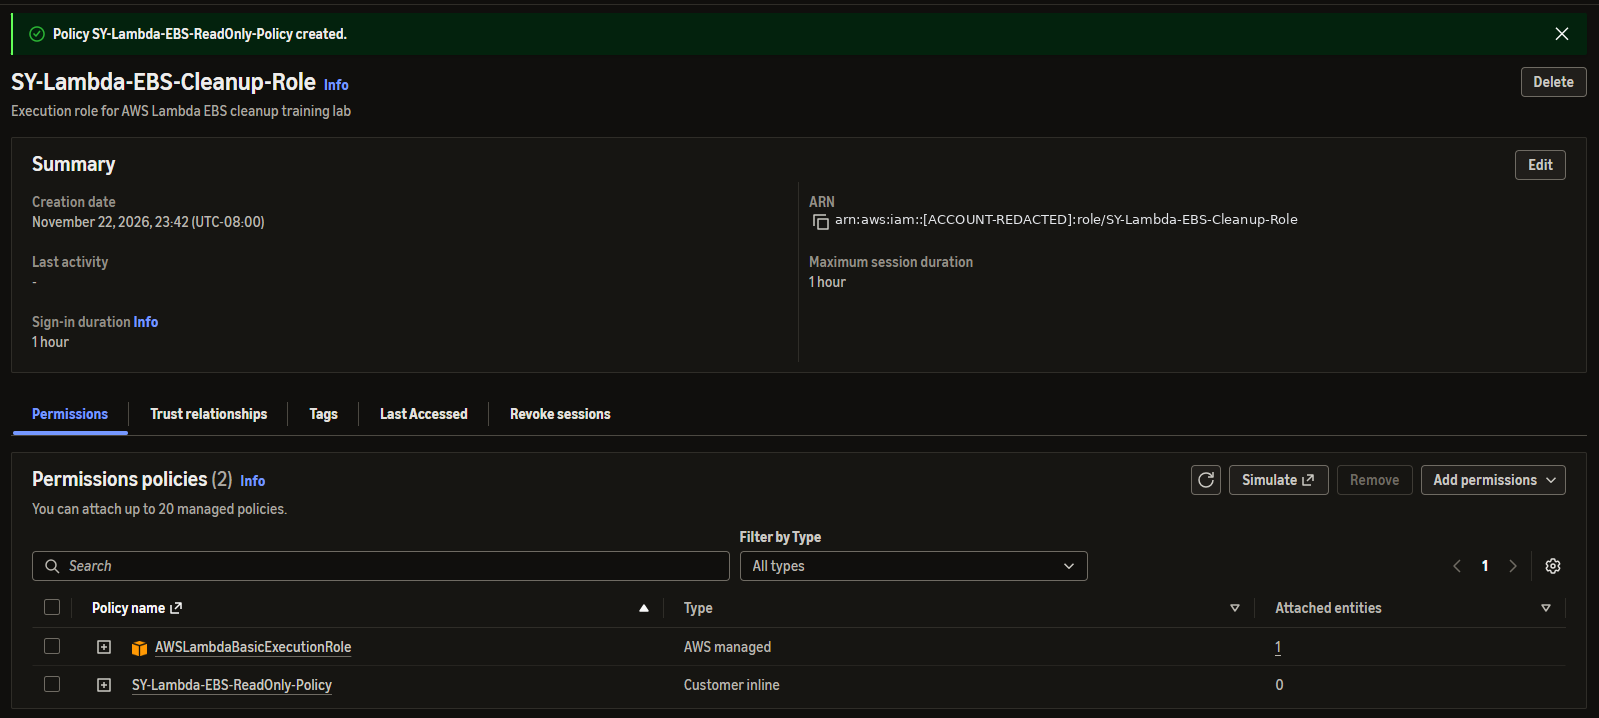 Policy SY-Lambda-EBS-ReadOnly-Policy created.
SY-Lambda-EBS-Cleanup-Role Info
Delete
Execution role for AWS Lambda EBS cleanup training lab
Summary
Edit
Creation date
November 22, 2026, 23:42 (UTC-08:00)
ARN
arn:aws:iam::[ACCOUNT-REDACTED]:role/SY-Lambda-EBS-Cleanup-Role
Last activity
-
Maximum session duration
1 hour
Sign-in duration Info
1 hour
Permissions
Trust relationships
Tags
Last Accessed
Revoke sessions
Permissions policies (2) Info
Simulate
Remove
Add permissions
You can attach up to 20 managed policies.
Filter by Type
Search
All types
1
Policy name
Type
Attached entities
AWSLambdaBasicExecutionRole
AWS managed
1
SY-Lambda-EBS-ReadOnly-Policy
Customer inline
0